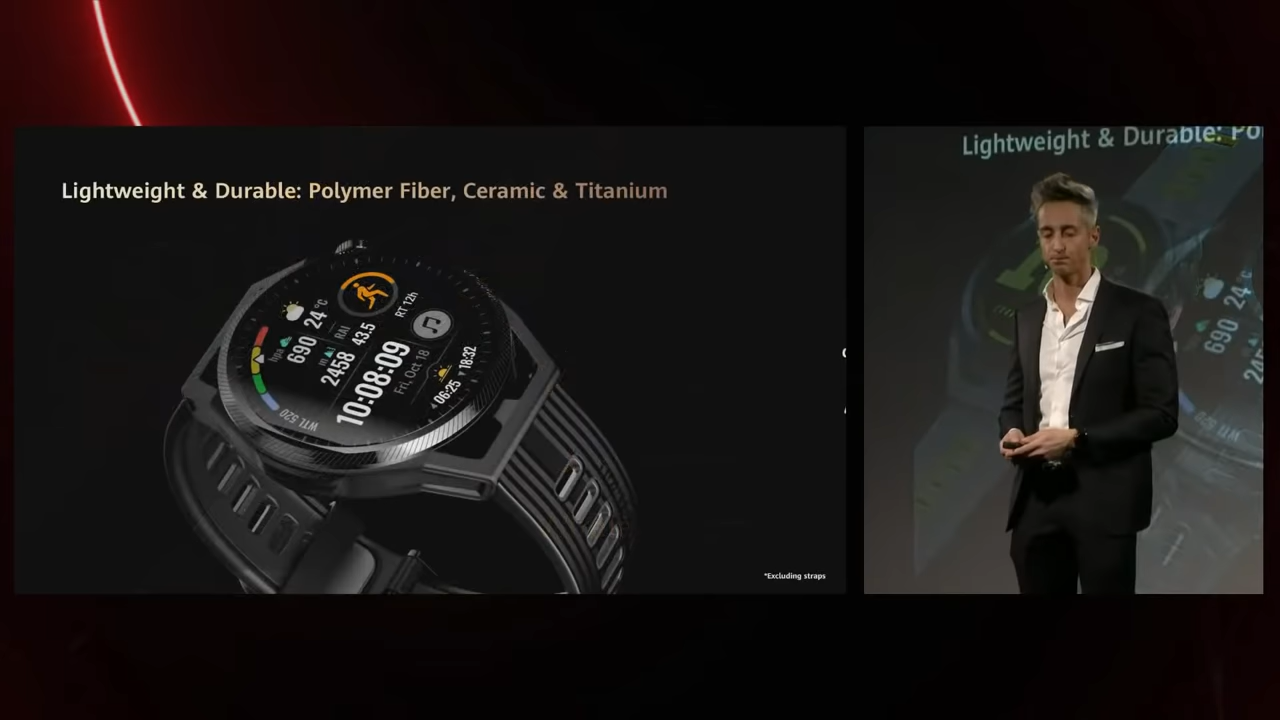 Lightweight & Durable: Polymer Fiber, Ceramic & Titanium
24 °C
RT 12h
hpa
690
m
2458
RAI
43.5
10:08:09
Fri, Oct 18
06:25
18:32
WTL 520
*Excluding straps
Lightweight & Durable: Po
24 °C
690